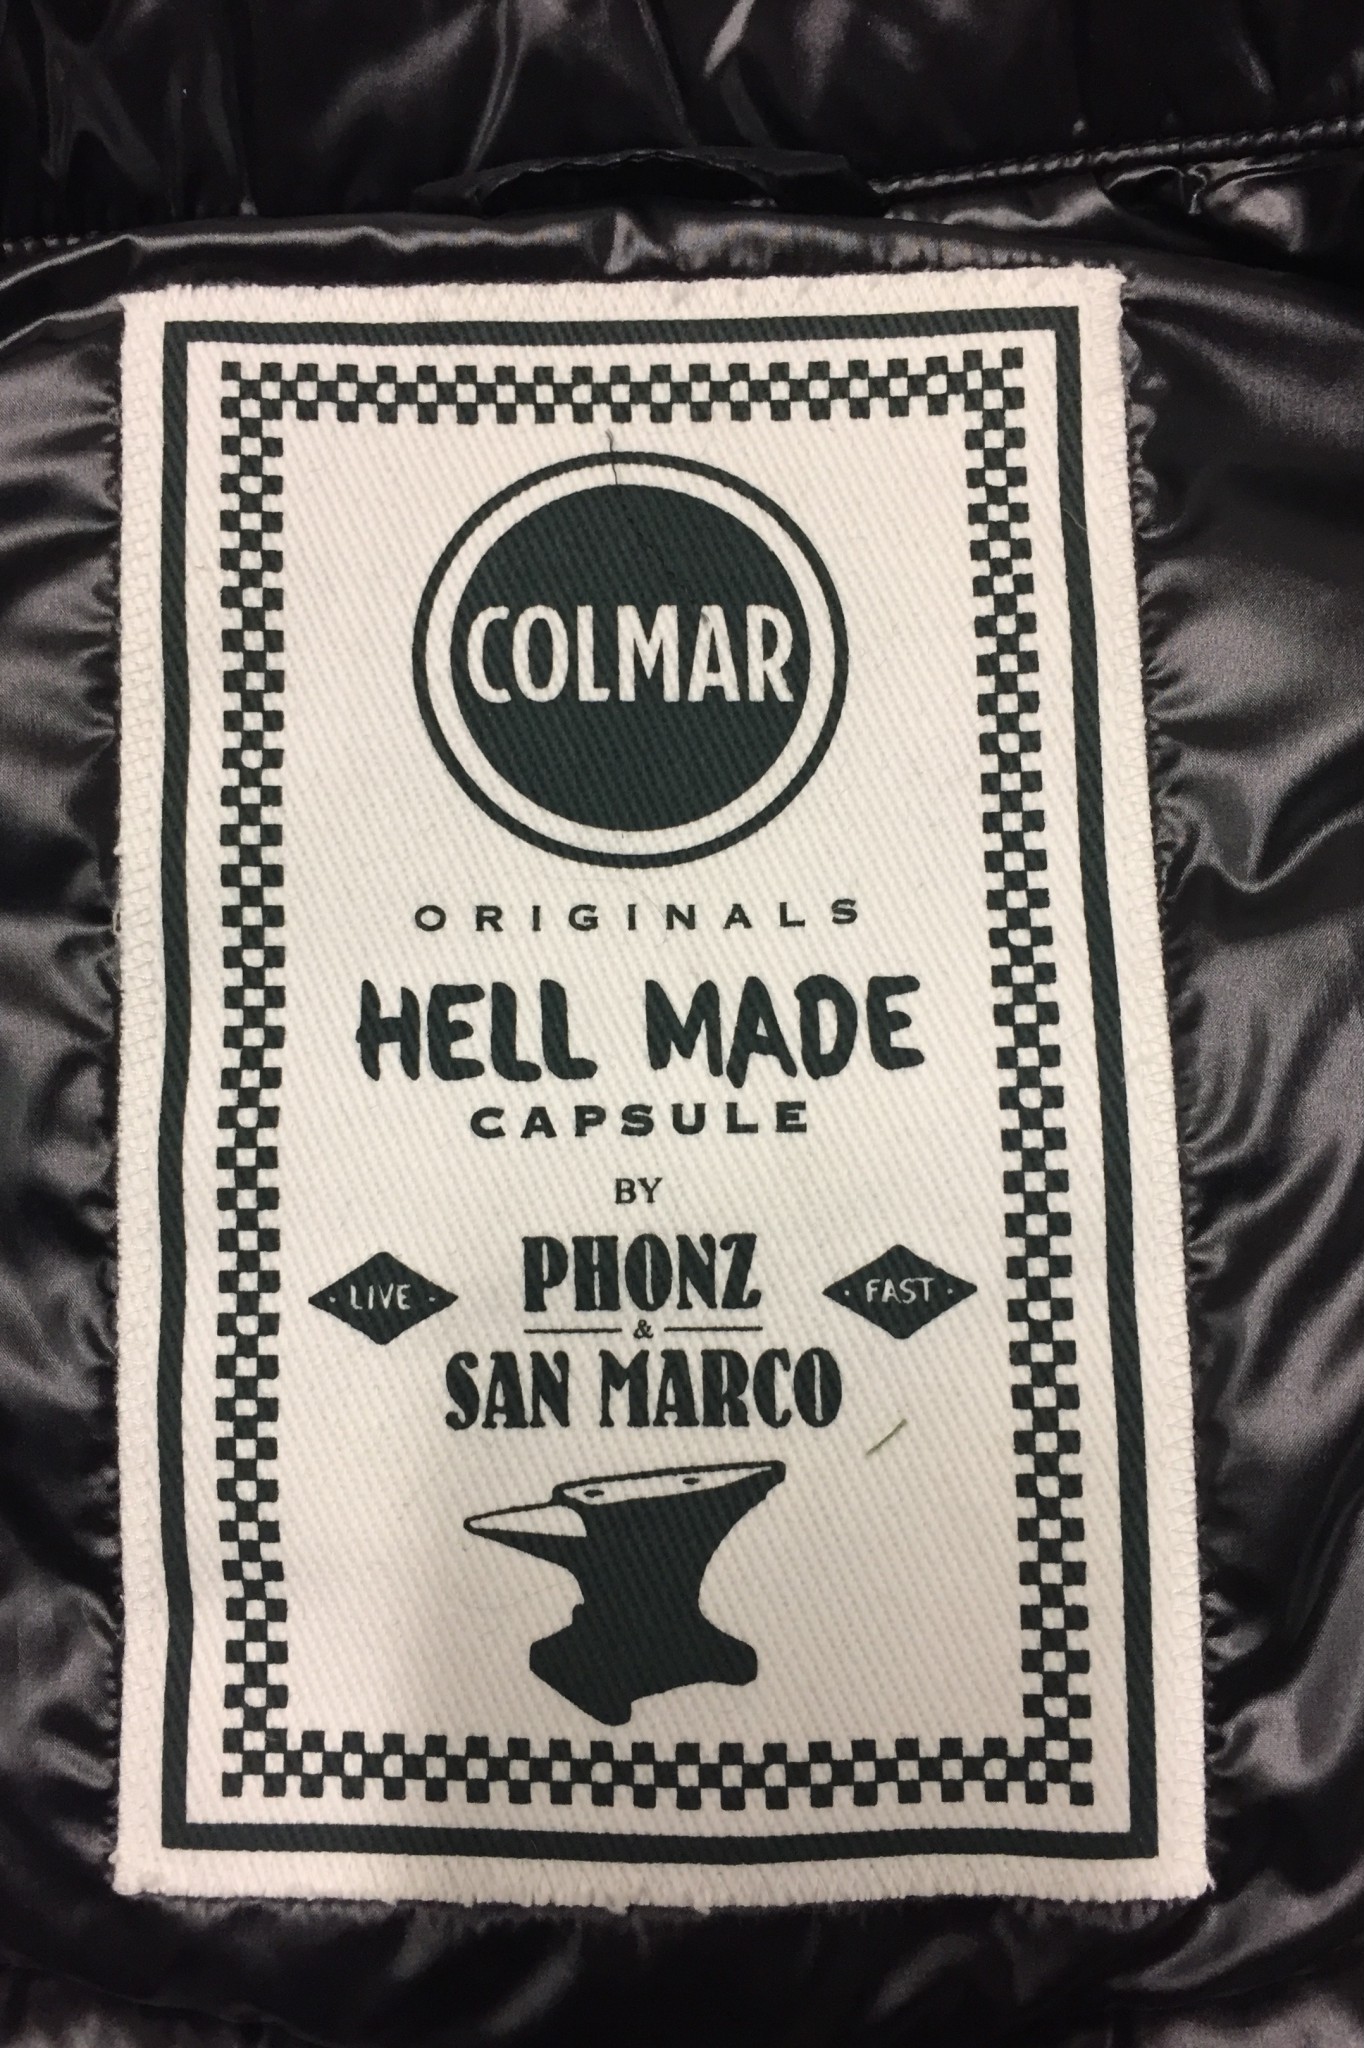 COLMAR
ORIGINALS
HELL MADE
CAPSULE
BY
· LIVE · PHONZ · FAST ·
&
SAN MARCO